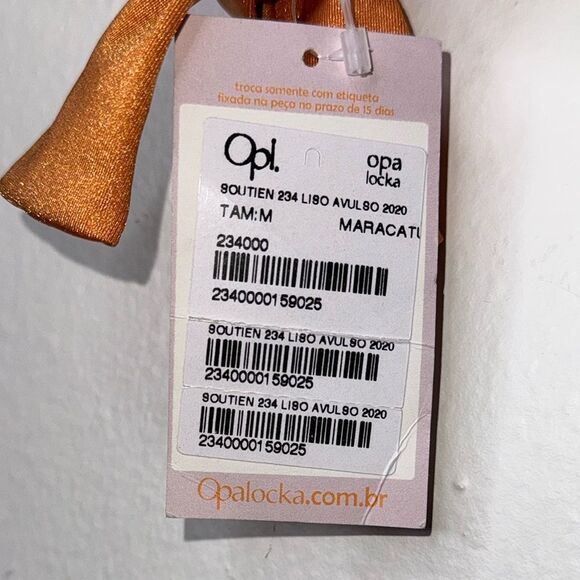 troca somente com etiqueta
fixada na peça no prazo de 15 dias
Opl.
opa
locka
SOUTIEN 234 LISO AVULSO 2020
TAM:M MARACATU
234000
2340000159025
SOUTIEN 234 LISO AVULSO 2020
2340000159025
SOUTIEN 234 LISO AVULSO 2020
2340000159025
Opalocka.com.br